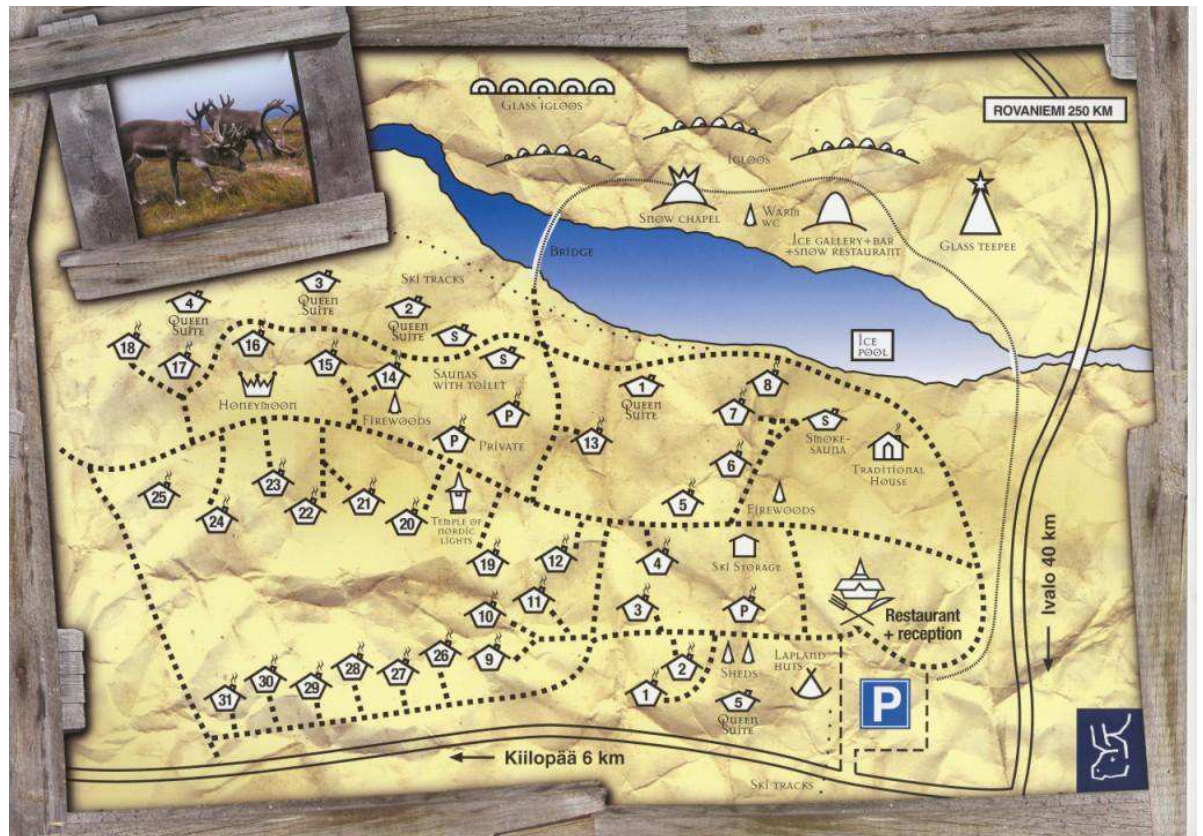 GLASS IGLOOS
ROVANIEMI 250 KM
IGLOOS
SNOW CHAPEL
WARM
WC
ICE GALLERY+BAR
+SNOW RESTAURANT
GLASS TEEPEE
BRIDGE
SKI TRACKS
3
QUEEN
SUITE
4
QUEEN
SUITE
2
QUEEN
SUITE
S
S
SAUNAS
WITH TOILET
ICE
POOL
18
17
16
15
14
HONEYMOON
FIREWOODS
P
P
PRIVATE
1
QUEEN
SUITE
8
7
S
SMOKE-
SAUNA
TRADITIONAL
HOUSE
13
6
5
FIREWOODS
25
24
23
22
21
20
TEMPLE OF
NORDIC
LIGHTS
19
12
4
SKI STORAGE
11
10
3
P
Restaurant
+ reception
Ivalo 40 km
9
26
27
28
29
30
31
2
1
SHEDS
LAPLAND
HUTS
5
QUEEN
SUITE
P
Kiilopää 6 km
SKI TRACKS